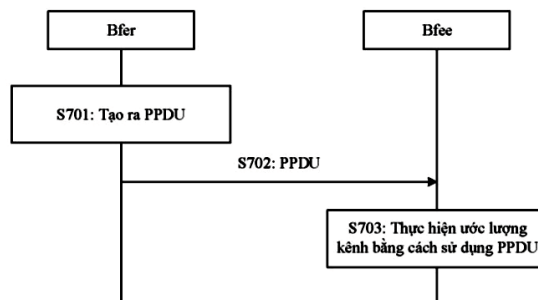 Bfer
Bfee
S701: Tạo ra PPDU
S702: PPDU
S703: Thực hiện ước lượng
kênh bằng cách sử dụng PPDU